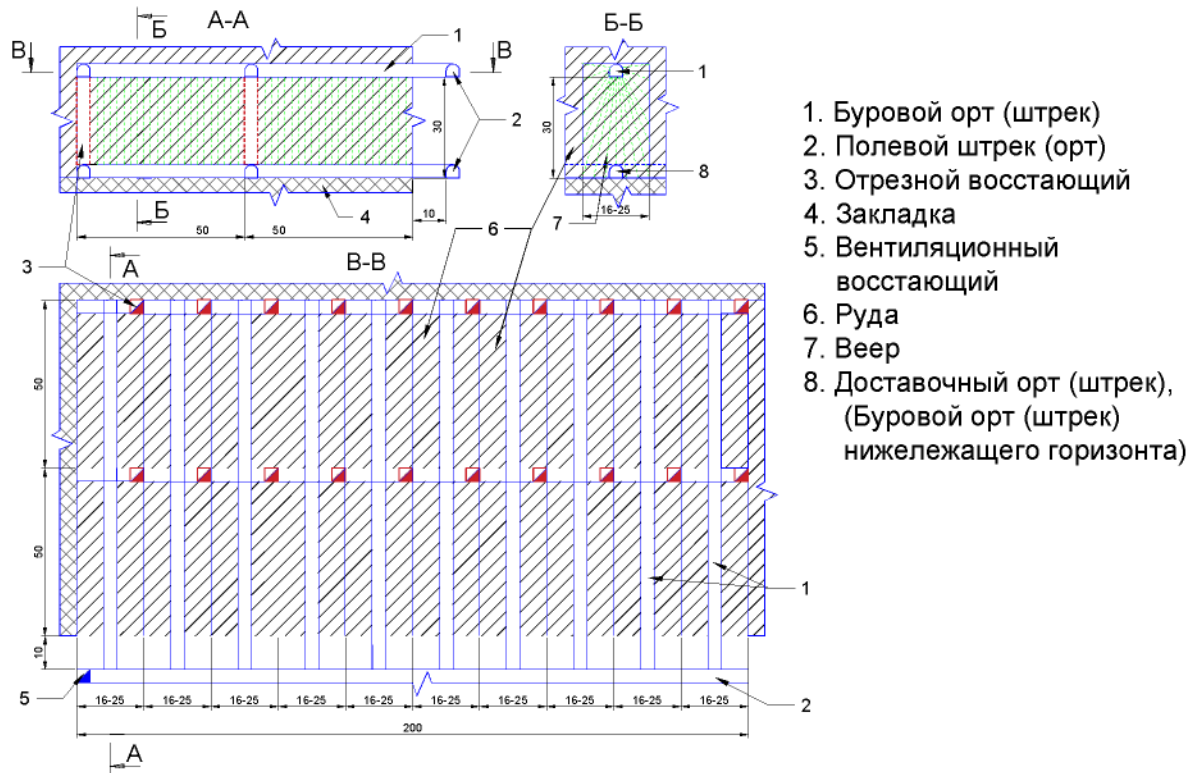 А-А
Б
Б-Б
В
1
В
1
30
2
30
8
Б
4
10
7
16-25
50
50
6
3
А
В-В
50
50
1
10
5
16-25
16-25
16-25
16-25
16-25
16-25
16-25
16-25
16-25
16-25
2
200
А
1. Буровой орт (штрек)
2. Полевой штрек (орт)
3. Отрезной восстающий
4. Закладка
5. Вентиляционный
восстающий
6. Руда
7. Веер
8. Доставочный орт (штрек),
(Буровой орт (штрек)
нижележащего горизонта)